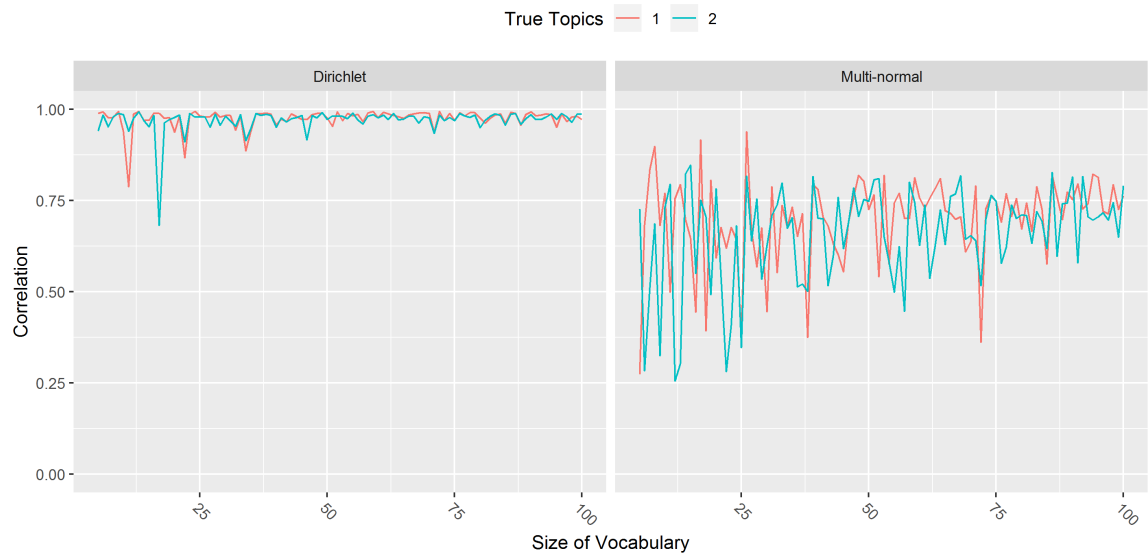 True Topics 1 2
Dirichlet Multi-normal
1.00
0.75
0.50
0.25
0.00
Correlation
25 50 75 100 25 50 75 100
Size of Vocabulary